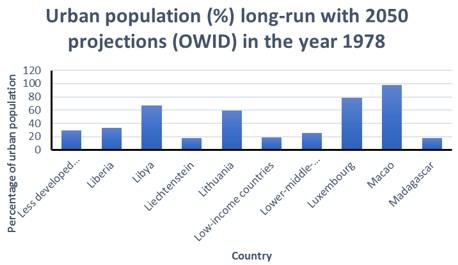 Urban population (%) long-run with 2050
projections (OWID) in the year 1978
Percentage of urban population
120
100
80
60
40
20
0
Less developed...
Liberia
Libya
Liechtenstein
Lithuania
Low-income countries
Lower-middle-...
Luxembourg
Macao
Madagascar
Country